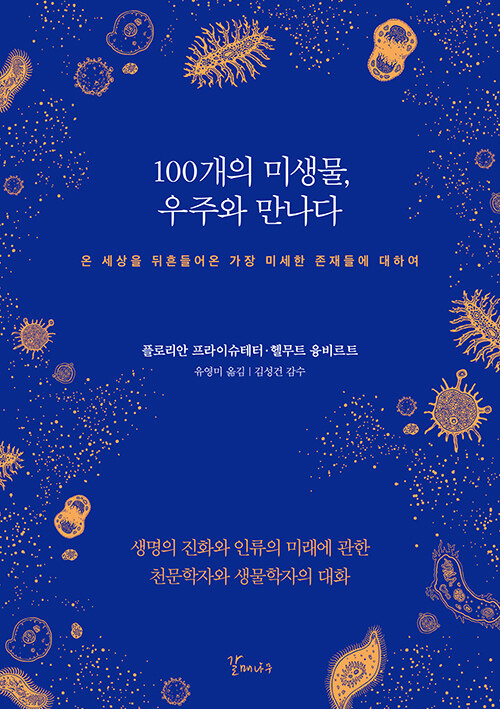 100개의 미생물,
우주와 만나다
온 세상을 뒤흔들어온 가장 미세한 존재들에 대하여
플로리안 프라이슈테터·헬무트 융비르트
유영미 옮김 | 김성건 감수
생명의 진화와 인류의 미래에 관한
천문학자와 생물학자의 대화
갈매나무